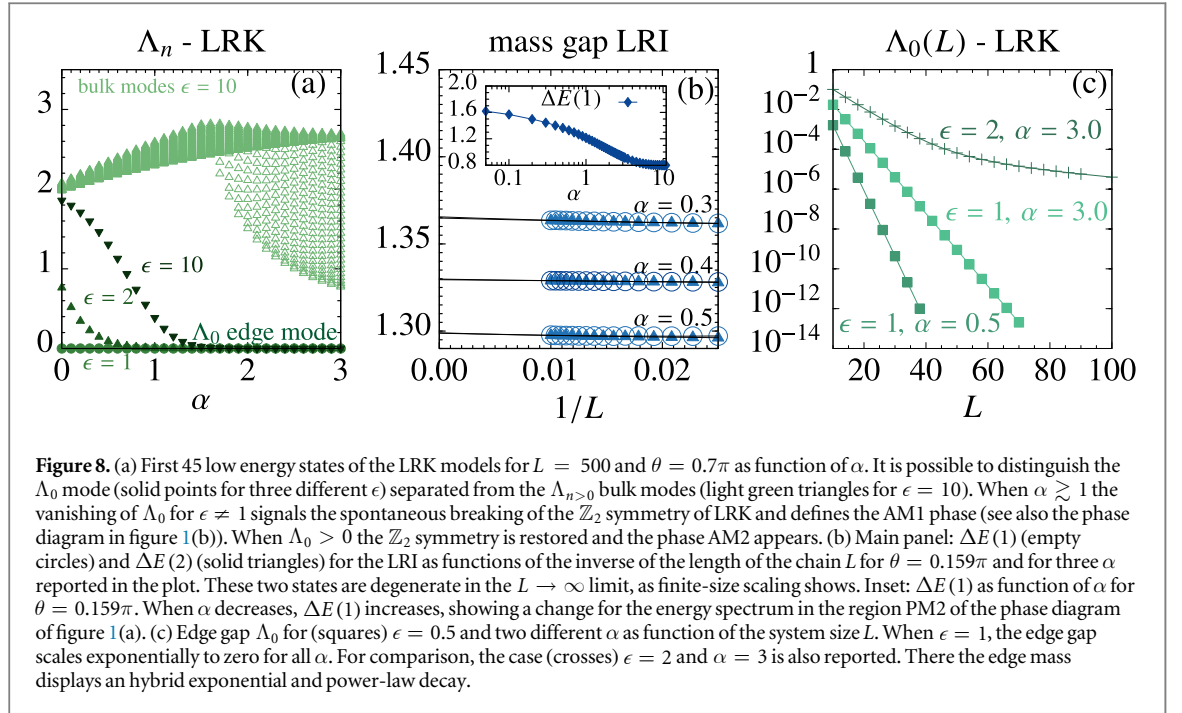 Λn - LRK
mass gap LRI
Λ0(L) - LRK
bulk modes ϵ = 10
(a)
3
2
1
0
ϵ = 10
ϵ = 2
Λ0 edge mode
ϵ = 1
0 1 2 3
α
1.45
1.40
1.35
1.30
(b)
2.0
1.6
1.2
0.8
ΔE(1)
0.1 1 10
α
α = 0.3
α = 0.4
α = 0.5
0.00 0.01 0.02
1/L
1
10−2
10−4
10−6
10−8
10−10
10−12
10−14
(c)
ϵ = 2, α = 3.0
ϵ = 1, α = 3.0
ϵ = 1, α = 0.5
20 40 60 80 100
L
Figure 8. (a) First 45 low energy states of the LRK models for L = 500 and θ = 0.7π as function of α. It is possible to distinguish the
Λ0 mode (solid points for three different ϵ) separated from the Λn>0 bulk modes (light green triangles for ϵ = 10). When α ≳ 1 the
vanishing of Λ0 for ϵ ≠ 1 signals the spontaneous breaking of the ℤ2 symmetry of LRK and defines the AM1 phase (see also the phase
diagram in figure 1(b)). When Λ0 > 0 the ℤ2 symmetry is restored and the phase AM2 appears. (b) Main panel: ΔE(1) (empty
circles) and ΔE(2) (solid triangles) for the LRI as functions of the inverse of the length of the chain L for θ = 0.159π and for three α
reported in the plot. These two states are degenerate in the L → ∞ limit, as finite-size scaling shows. Inset: ΔE(1) as function of α for
θ = 0.159π. When α decreases, ΔE(1) increases, showing a change for the energy spectrum in the region PM2 of the phase diagram
of figure 1(a). (c) Edge gap Λ0 for (squares) ϵ = 0.5 and two different α as function of the system size L. When ϵ = 1, the edge gap
scales exponentially to zero for all α. For comparison, the case (crosses) ϵ = 2 and α = 3 is also reported. There the edge mass
displays an hybrid exponential and power-law decay.